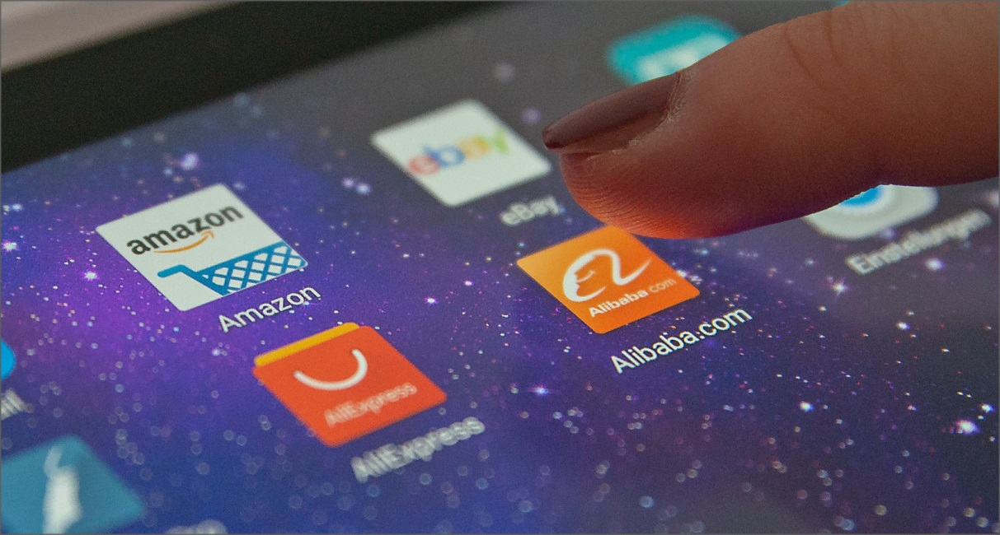 ebay
eBay
amazon
Amazon
Alibaba.com
Alibaba.com
Einstellungen
AliExpress
AliExpress